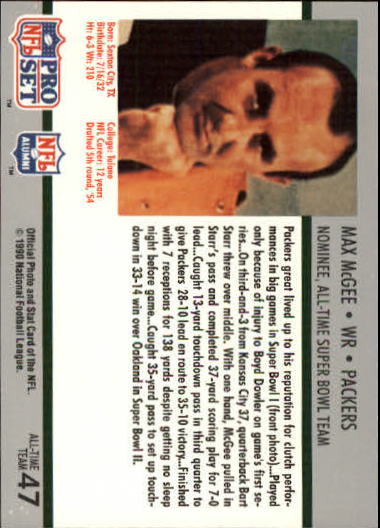 MAX McGEE • WR • PACKERS
NOMINEE ALL-TIME SUPER BOWL TEAM
Packers great lived up to his reputation for clutch perfor-
mances in big games in Super Bowl I (front photo)...Played
only because of injury to Boyd Dowler on game's first se-
ries...On third-and-3 from Kansas City 37, quarterback Bart
Starr threw over middle. With one hand, McGee pulled in
Starr's pass and completed 37-yard scoring play for 7-0
lead...Caught 13-yard touchdown pass in third quarter to
give Packers 28-10 lead en route to 35-10 victory...Finished
with 7 receptions for 138 yards despite getting no sleep
night before game...Caught 35-yard pass to set up touch-
down in 33-14 win over Oakland in Super Bowl II.
Born: Saxton City, TX
Birthdate: 7/16/32
Ht: 6-3 Wt: 210
College: Tulane
NFL Career: 12 years
Drafted 5th round, '54
PRO
NFL
SET
TM
NFL
ALUMNI
TM
Official Photo and Stat Card of the NFL.
© 1990 National Football League.
ALL-TIME
TEAM 47